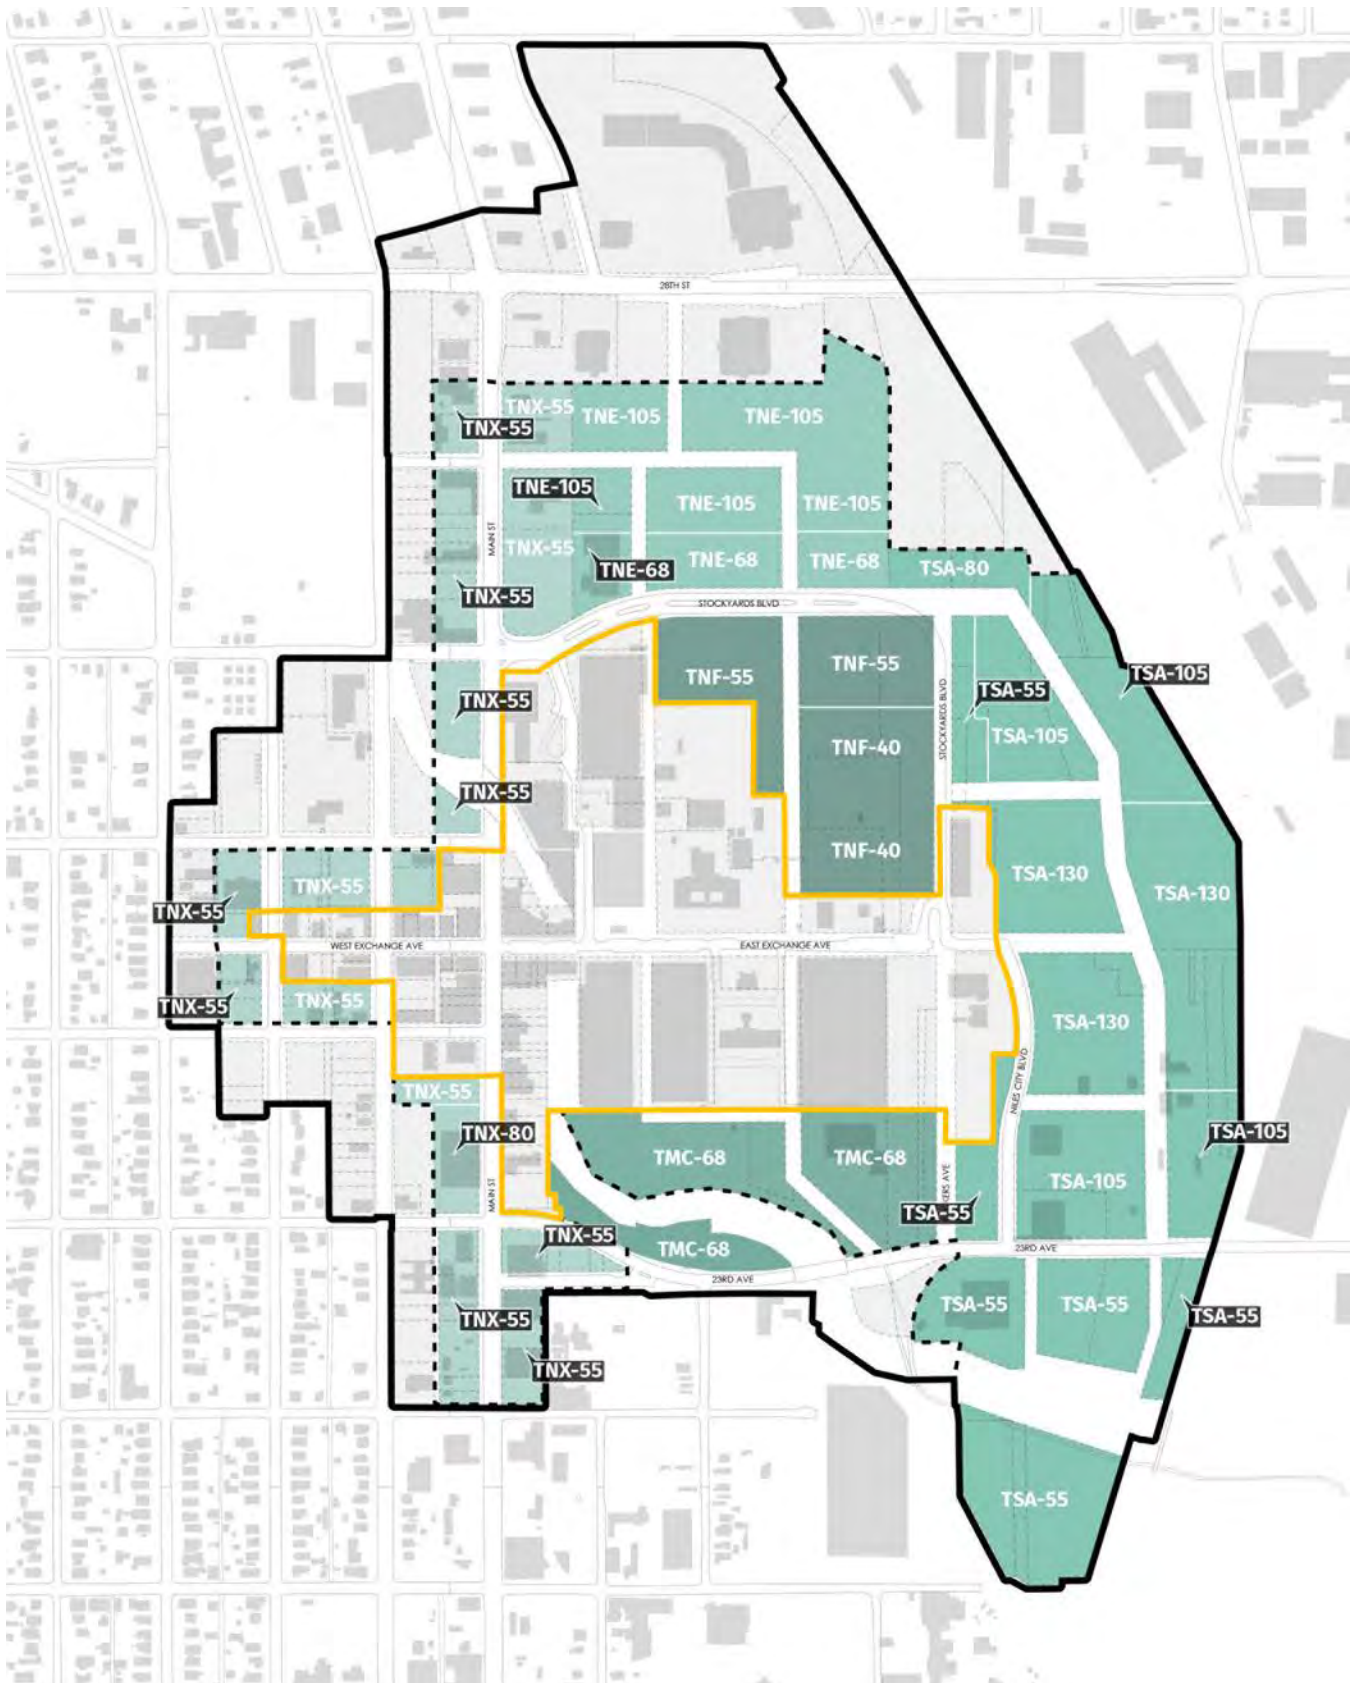 28TH ST
TNX-55
TNX-55
TNE-105
TNE-105
TNE-105
TNE-105
TNE-105
MAIN ST
TNX-55
TNE-68
TNE-68
TNE-68
TSA-80
TNX-55
STOCKYARDS BLVD
TNF-55
TNF-55
TSA-105
TNX-55
TSA-55
STOCKYARDS BLVD
TSA-105
TNF-40
TNX-55
TNF-40
TSA-130
TNX-55
TSA-130
TNX-55
WEST EXCHANGE AVE
EAST EXCHANGE AVE
TNX-55
TNX-55
TSA-130
NILES CITY BLVD
TNX-55
TNX-80
TSA-105
TMC-68
TMC-68
TSA-105
MAIN ST
KERS AVE
TSA-55
TNX-55
TMC-68
23RD AVE
23RD AVE
TNX-55
TSA-55
TSA-55
TSA-55
TNX-55
TSA-55